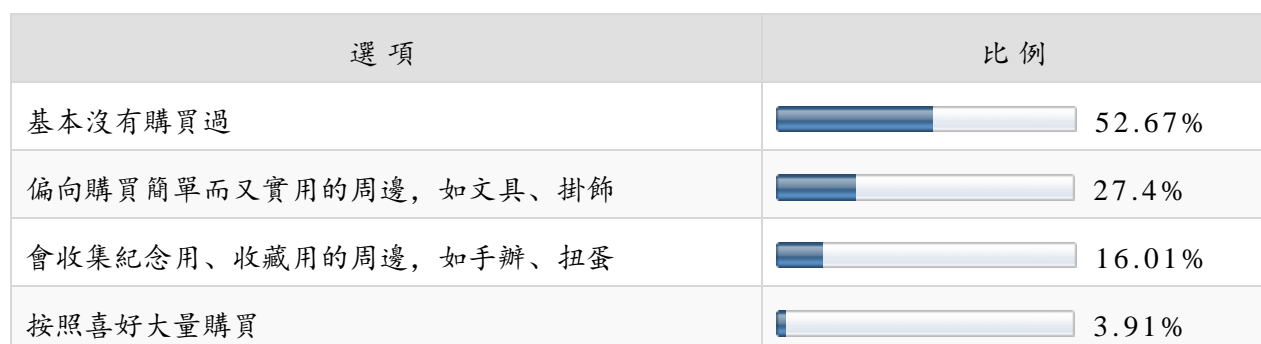 選項 比例
基本沒有購買過 52.67%
偏向購買簡單而又實用的周邊，如文具、掛飾 27.4%
會收集紀念用、收藏用的周邊，如手辦、扭蛋 16.01%
按照喜好大量購買 3.91%